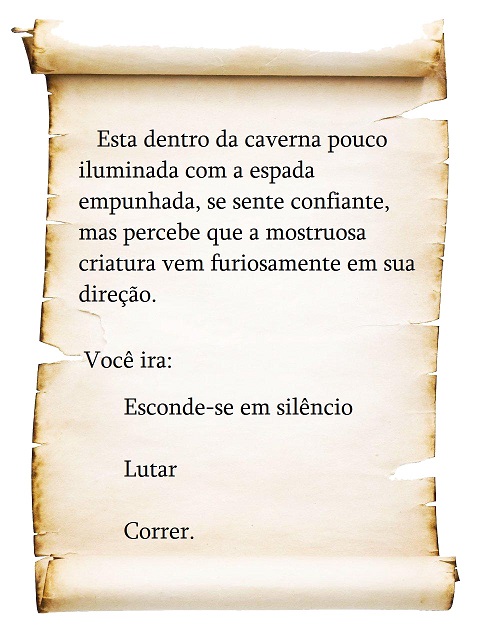 Esta dentro da caverna pouco
iluminada com a espada
empunhada, se sente confiante,
mas percebe que a mostruosa
criatura vem furiosamente em sua
direção.
Você ira:
Esconde-se em silêncio
Lutar
Correr.